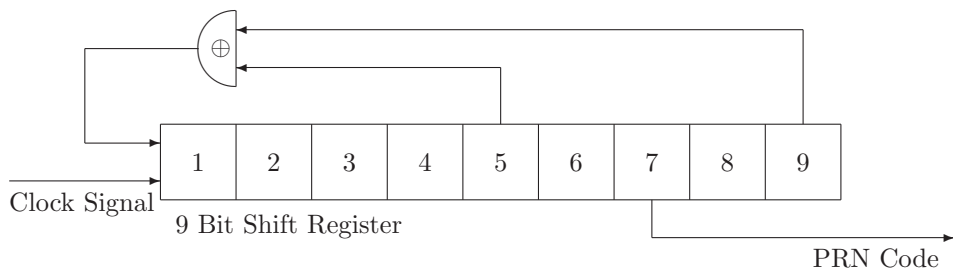 ⊕
1 2 3 4 5 6 7 8 9
Clock Signal
9 Bit Shift Register
PRN Code